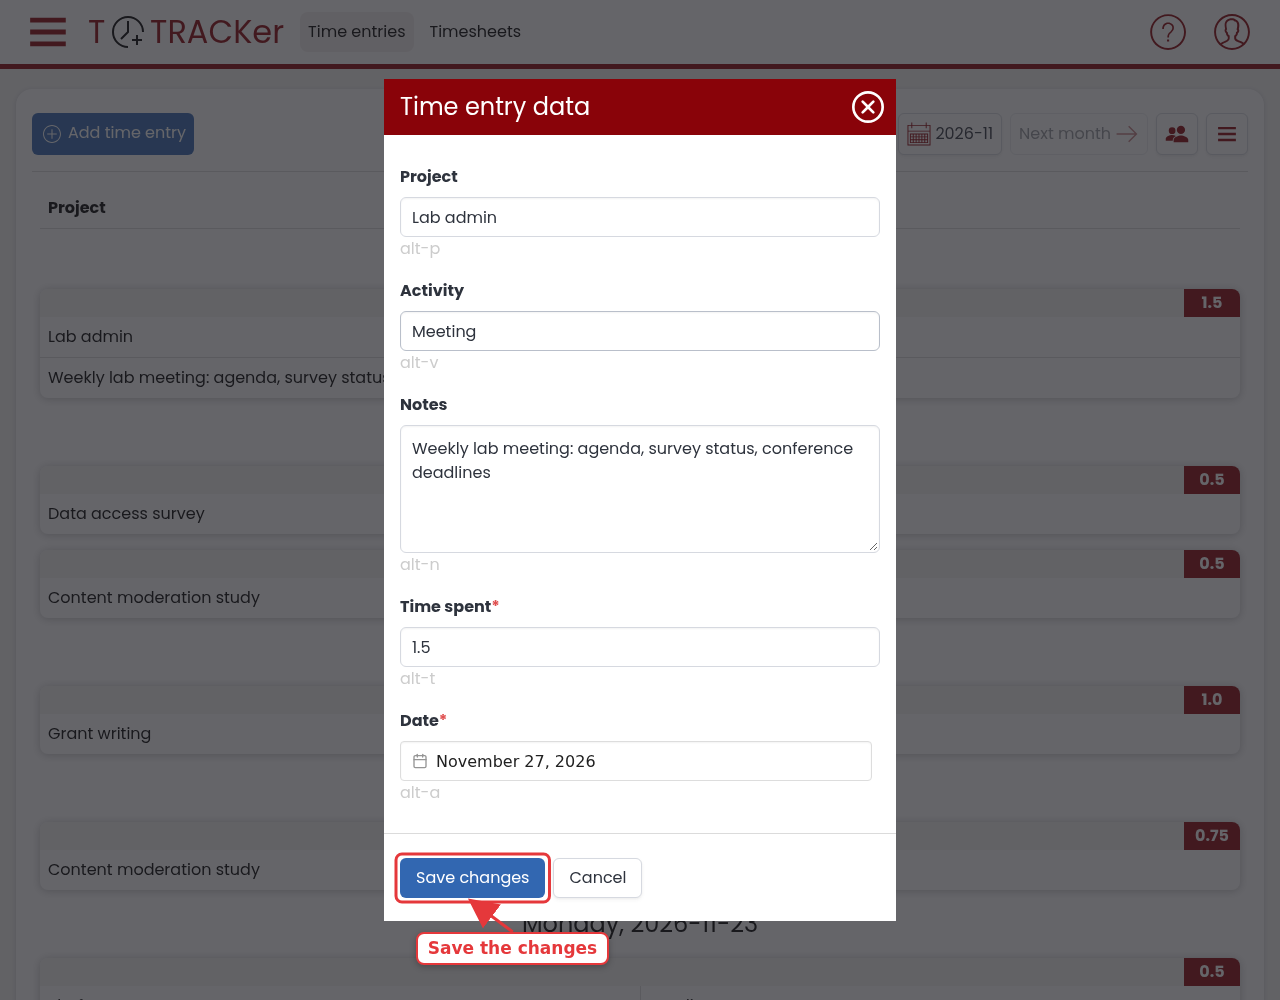 T TRACKer
Time entries
Timesheets
Add time entry
2026-11
Next month
Project
1.5
Lab admin
Weekly lab meeting: agenda, survey status
0.5
Data access survey
0.5
Content moderation study
1.0
Grant writing
0.75
Content moderation study
Monday, 2026-11-23
0.5
Time entry data
Project
Lab admin
alt-p
Activity
Meeting
alt-v
Notes
Weekly lab meeting: agenda, survey status, conference
deadlines
alt-n
Time spent*
1.5
alt-t
Date*
November 27, 2026
alt-a
Save changes
Cancel
Save the changes